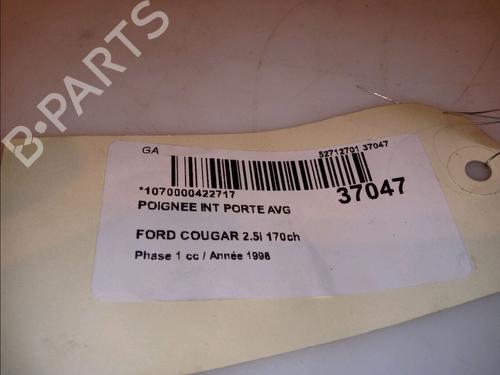 B-PARTS
GA
52712701 37047
*1070000422717
37047
POIGNEE INT PORTE AVG
FORD COUGAR 2.5i 170ch
Phase 1 cc / Année 1998